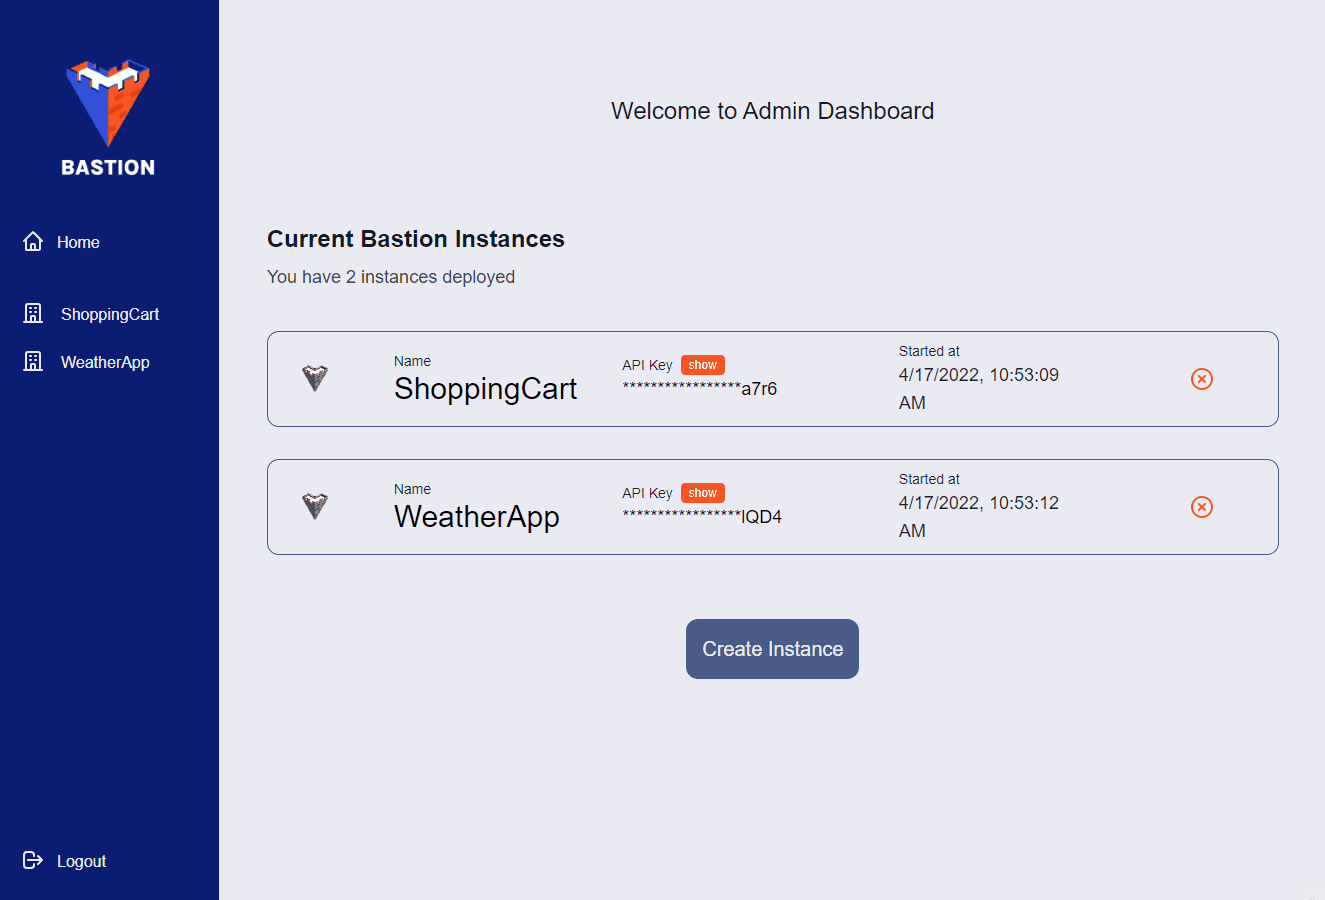 BASTION
Home
ShoppingCart
WeatherApp
Logout
Welcome to Admin Dashboard
Current Bastion Instances
You have 2 instances deployed
Name
ShoppingCart
API Key show
*****************a7r6
Started at
4/17/2022, 10:53:09
AM
Name
WeatherApp
API Key show
*****************lQD4
Started at
4/17/2022, 10:53:12
AM
Create Instance